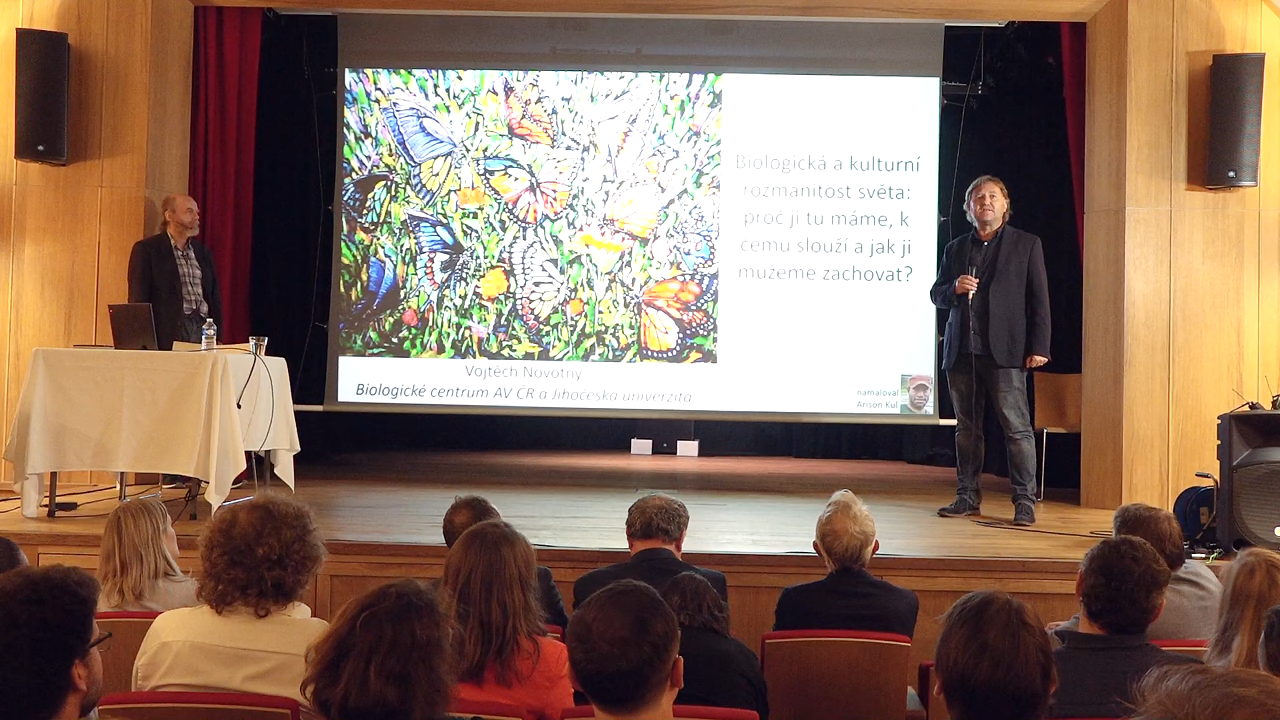 Biologická a kulturní
rozmanitost světa:
proč ji tu máme, k
čemu slouží a jak ji
můžeme zachovat?
Vojtěch Novotný
Biologické centrum AV ČR a Jihočeská univerzita
namaloval
Arison Kul